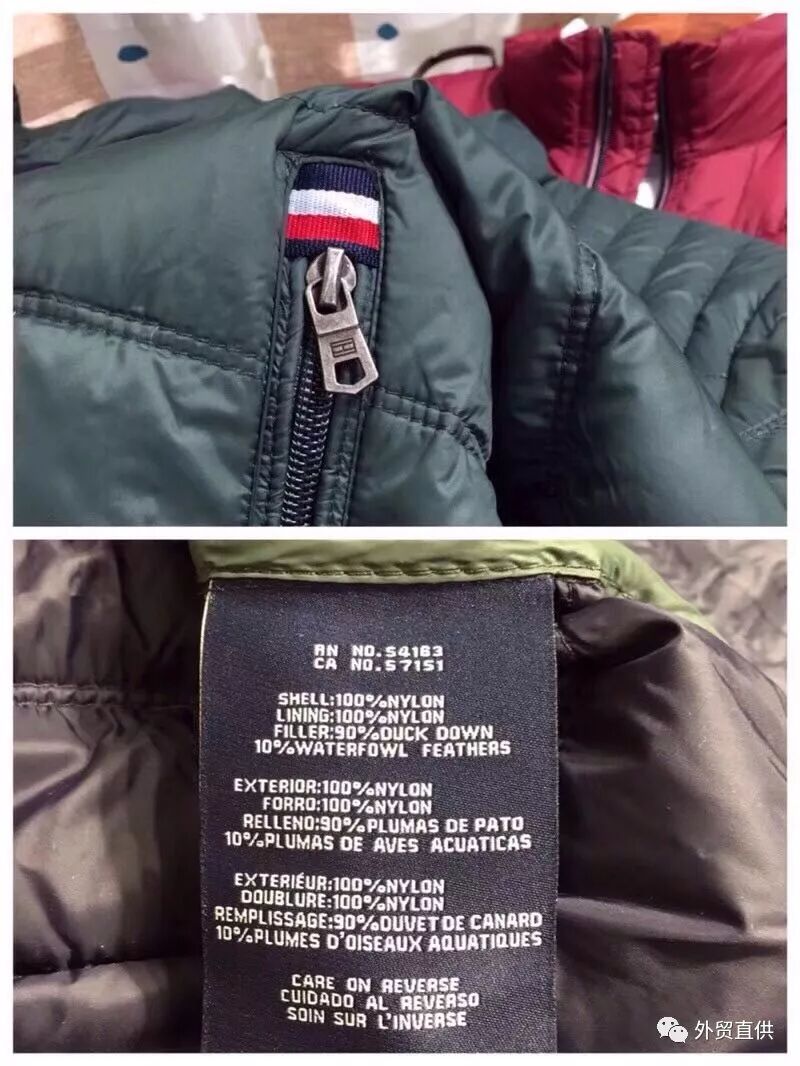 RN NO.54163
CA NO.57151
SHELL:100%NYLON
LINING:100%NYLON
FILLER:90%DUCK DOWN
10%WATERFOWL FEATHERS
EXTERIOR:100%NYLON
FORRO:100%NYLON
RELLENO:90%PLUMAS DE PATO
10%PLUMAS DE AVES ACUATICAS
EXTERIÉUR:100%NYLON
DOUBLURE:100%NYLON
REMPLISSAGE:90%DUVET DE CANARD
10%PLUMES D'OISEAUX AQUATIQUES
CARE ON REVERSE
CUIDADO AL REVERSO
SOIN SUR L'INVERSE
外贸直供